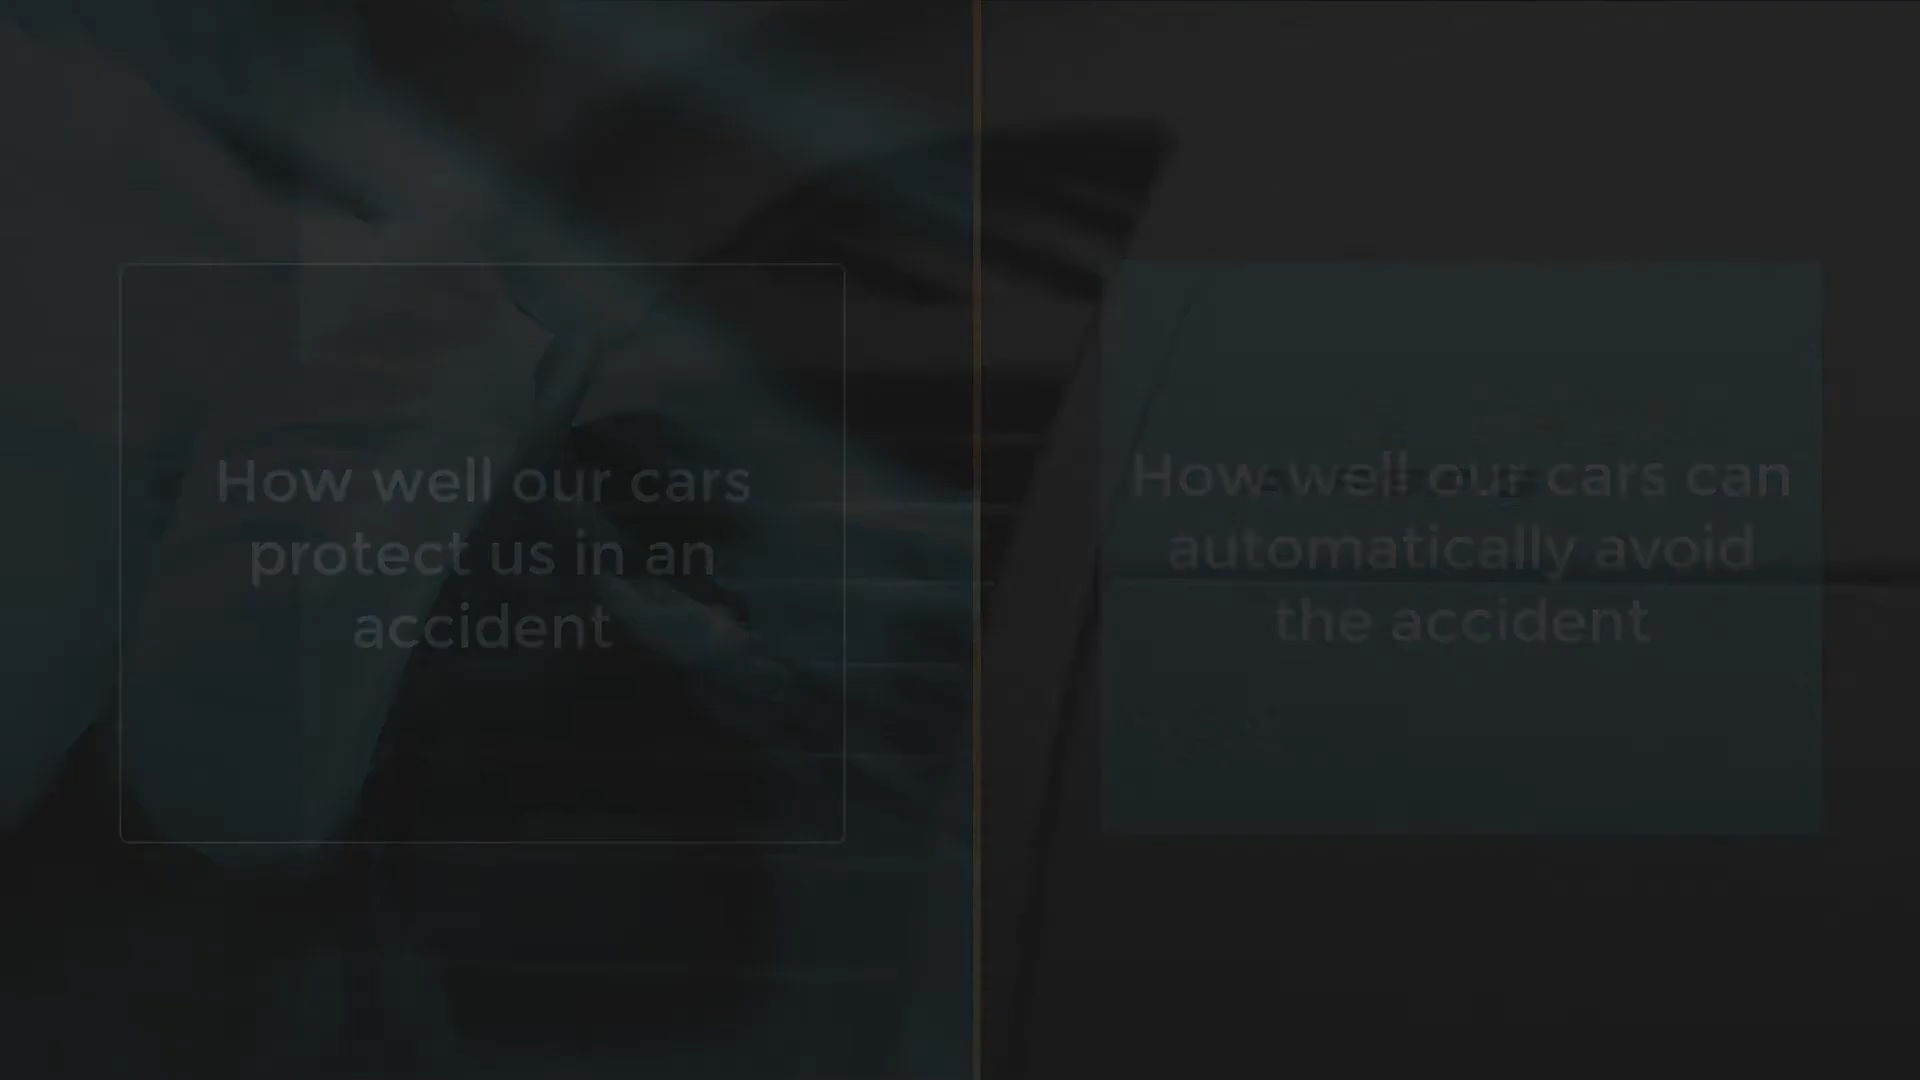 How well our cars
protect us in an
accident
How well our cars can
automatically avoid
the accident